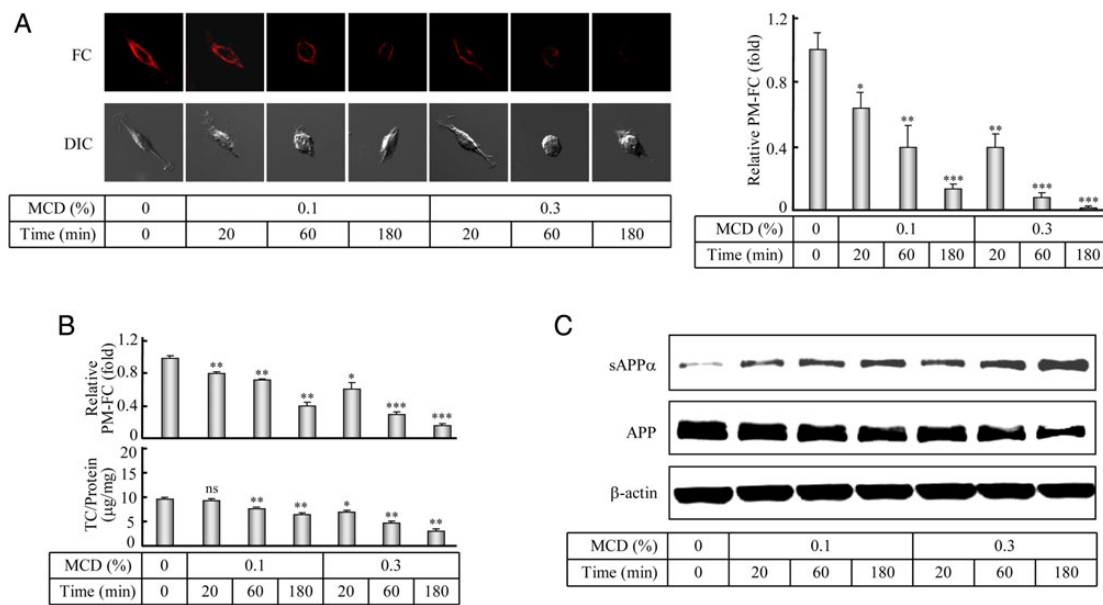 A
FC
DIC
MCD (%) 0 0.1 0.3
Time (min) 0 20 60 180 20 60 180
Relative PM-FC (fold)
1.2
0.8
0.4
0
* ** *** ** *** ***
MCD (%) 0 0.1 0.3
Time (min) 0 20 60 180 20 60 180
B
Relative
PM-FC (fold)
1.2
0.8
0.4
0
** ** ** * *** ***
TC/Protein
(μg/mg)
20
15
10
5
0
ns ** ** * ** **
MCD (%) 0 0.1 0.3
Time (min) 0 20 60 180 20 60 180
C
sAPPα
APP
β-actin
MCD (%) 0 0.1 0.3
Time (min) 0 20 60 180 20 60 180